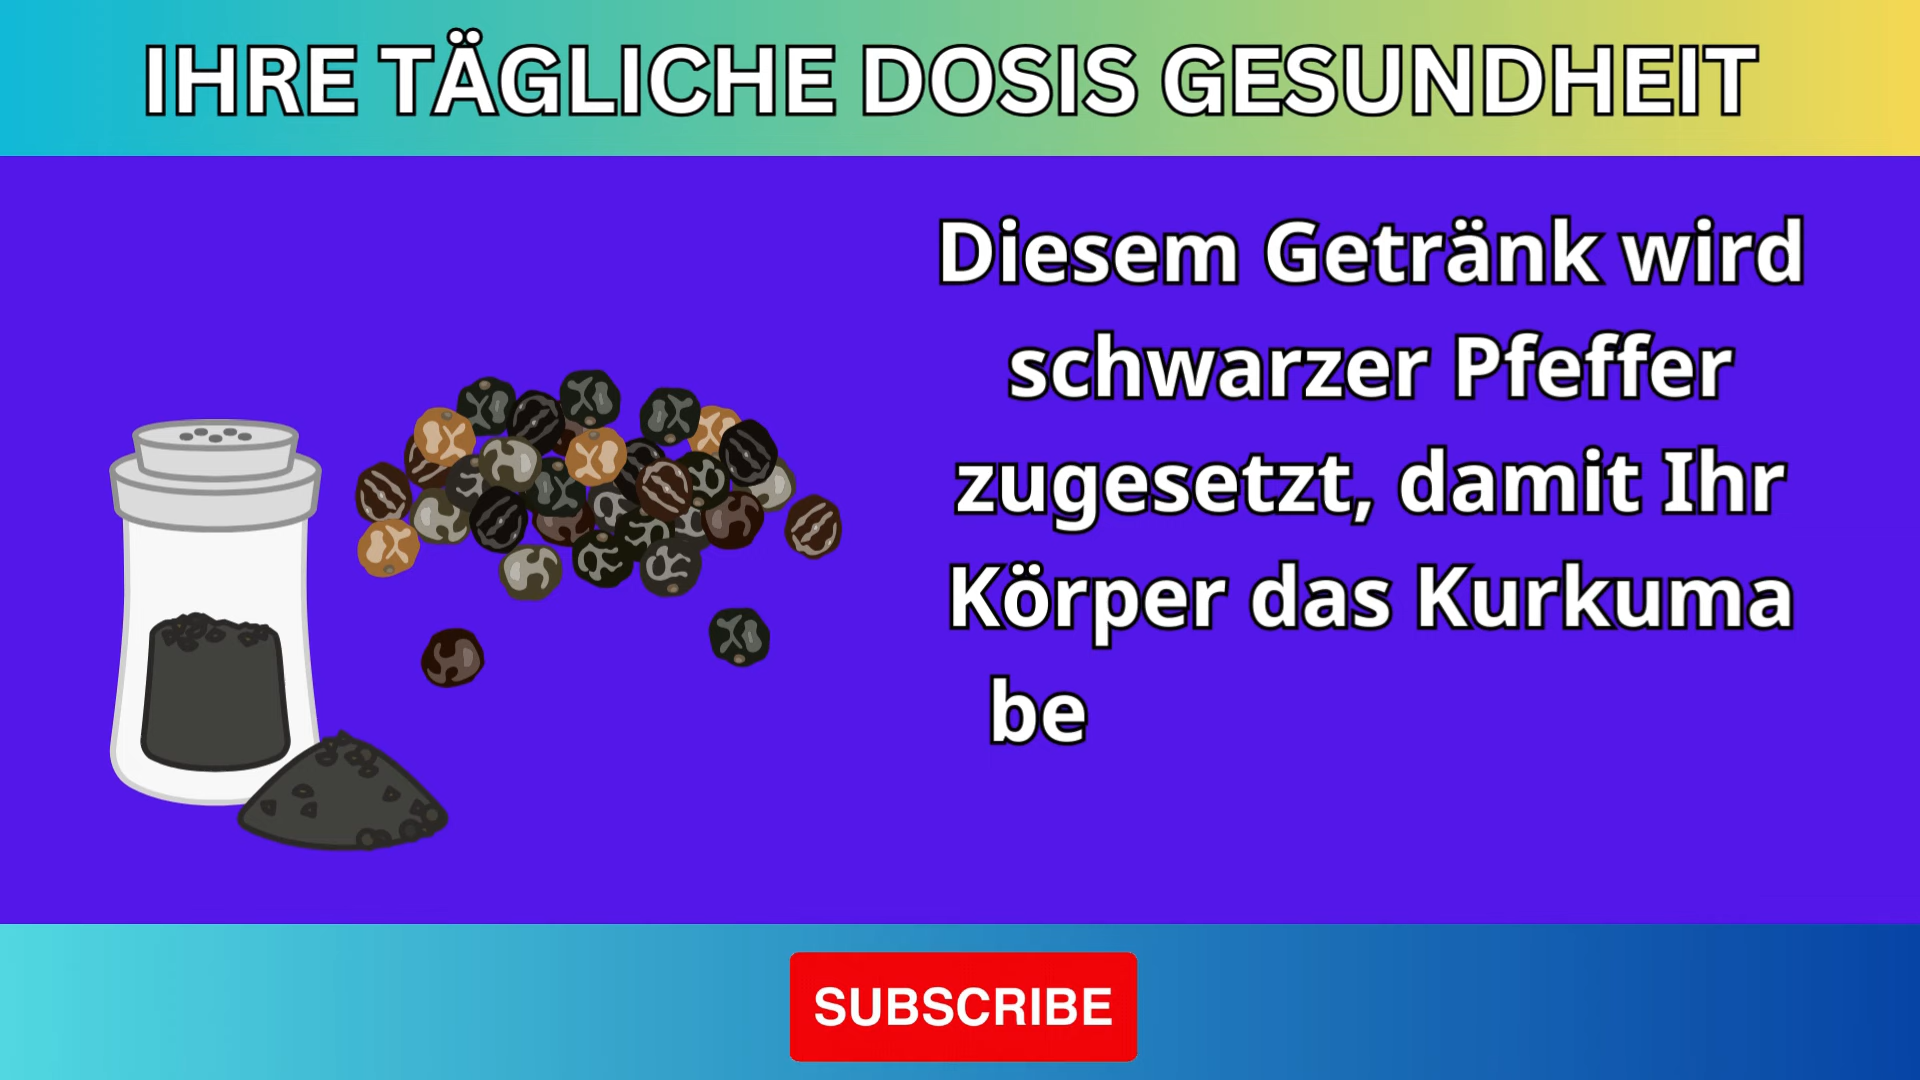 IHRE TÄGLICHE DOSIS GESUNDHEIT
Diesem Getränk wird
schwarzer Pfeffer
zugesetzt, damit Ihr
Körper das Kurkuma
be
SUBSCRIBE